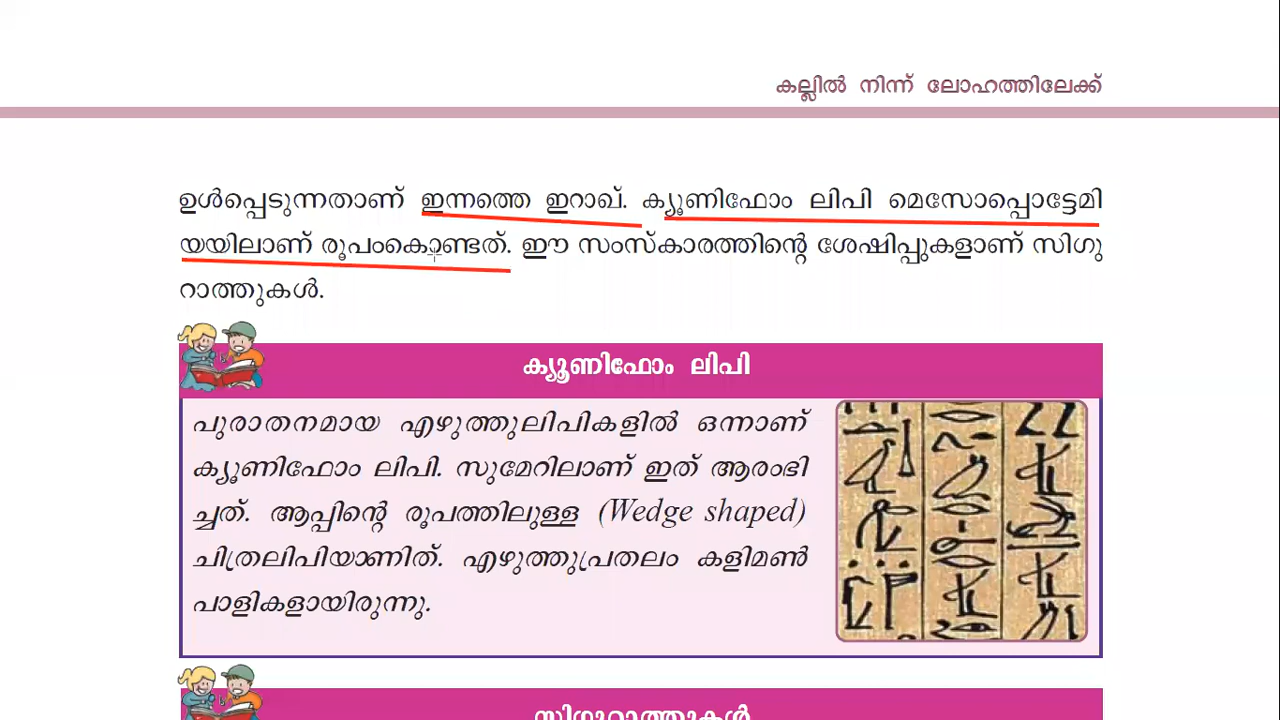 കല്ലിൽ നിന്ന് ലോഹത്തിലേക്ക്
ഉൾപ്പെടുന്നതാണ് ഇന്നത്തെ ഇറാഖ്. ക്യൂണിഫോം ലിപി മെസോപ്പൊട്ടേമി
യയിലാണ് രൂപംകൊണ്ടത്. ഈ സംസ്കാരത്തിന്റെ ശേഷിപ്പുകളാണ് സിഗു
റാത്തുകൾ.
ക്യൂണിഫോം ലിപി
പുരാതനമായ എഴുത്തുലിപികളിൽ ഒന്നാണ്
ക്യൂണിഫോം ലിപി. സുമേറിലാണ് ഇത് ആരംഭി
ച്ചത്. ആപ്പിന്റെ രൂപത്തിലുള്ള (Wedge shaped)
ചിത്രലിപിയാണിത്. എഴുത്തുപ്രതലം കളിമൺ
പാളികളായിരുന്നു.
സിഗുറാത്തുകൾ